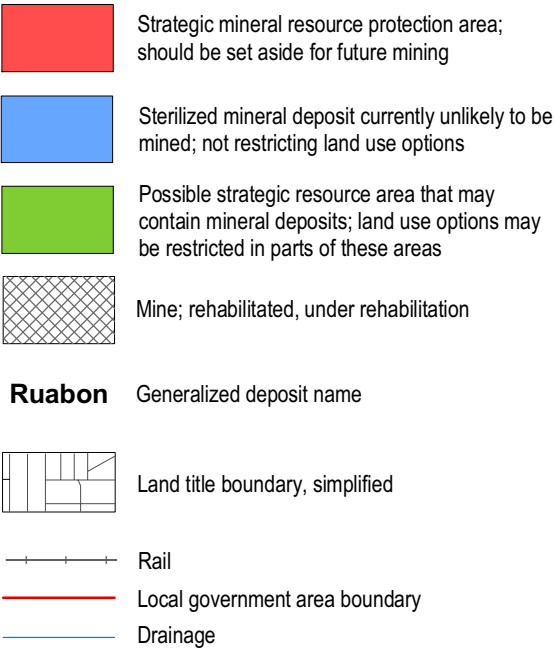 Strategic mineral resource protection area;
should be set aside for future mining
Sterilized mineral deposit currently unlikely to be
mined; not restricting land use options
Possible strategic resource area that may
contain mineral deposits; land use options may
be restricted in parts of these areas
Mine; rehabilitated, under rehabilitation
Ruabon Generalized deposit name
Land title boundary, simplified
Rail
Local government area boundary
Drainage